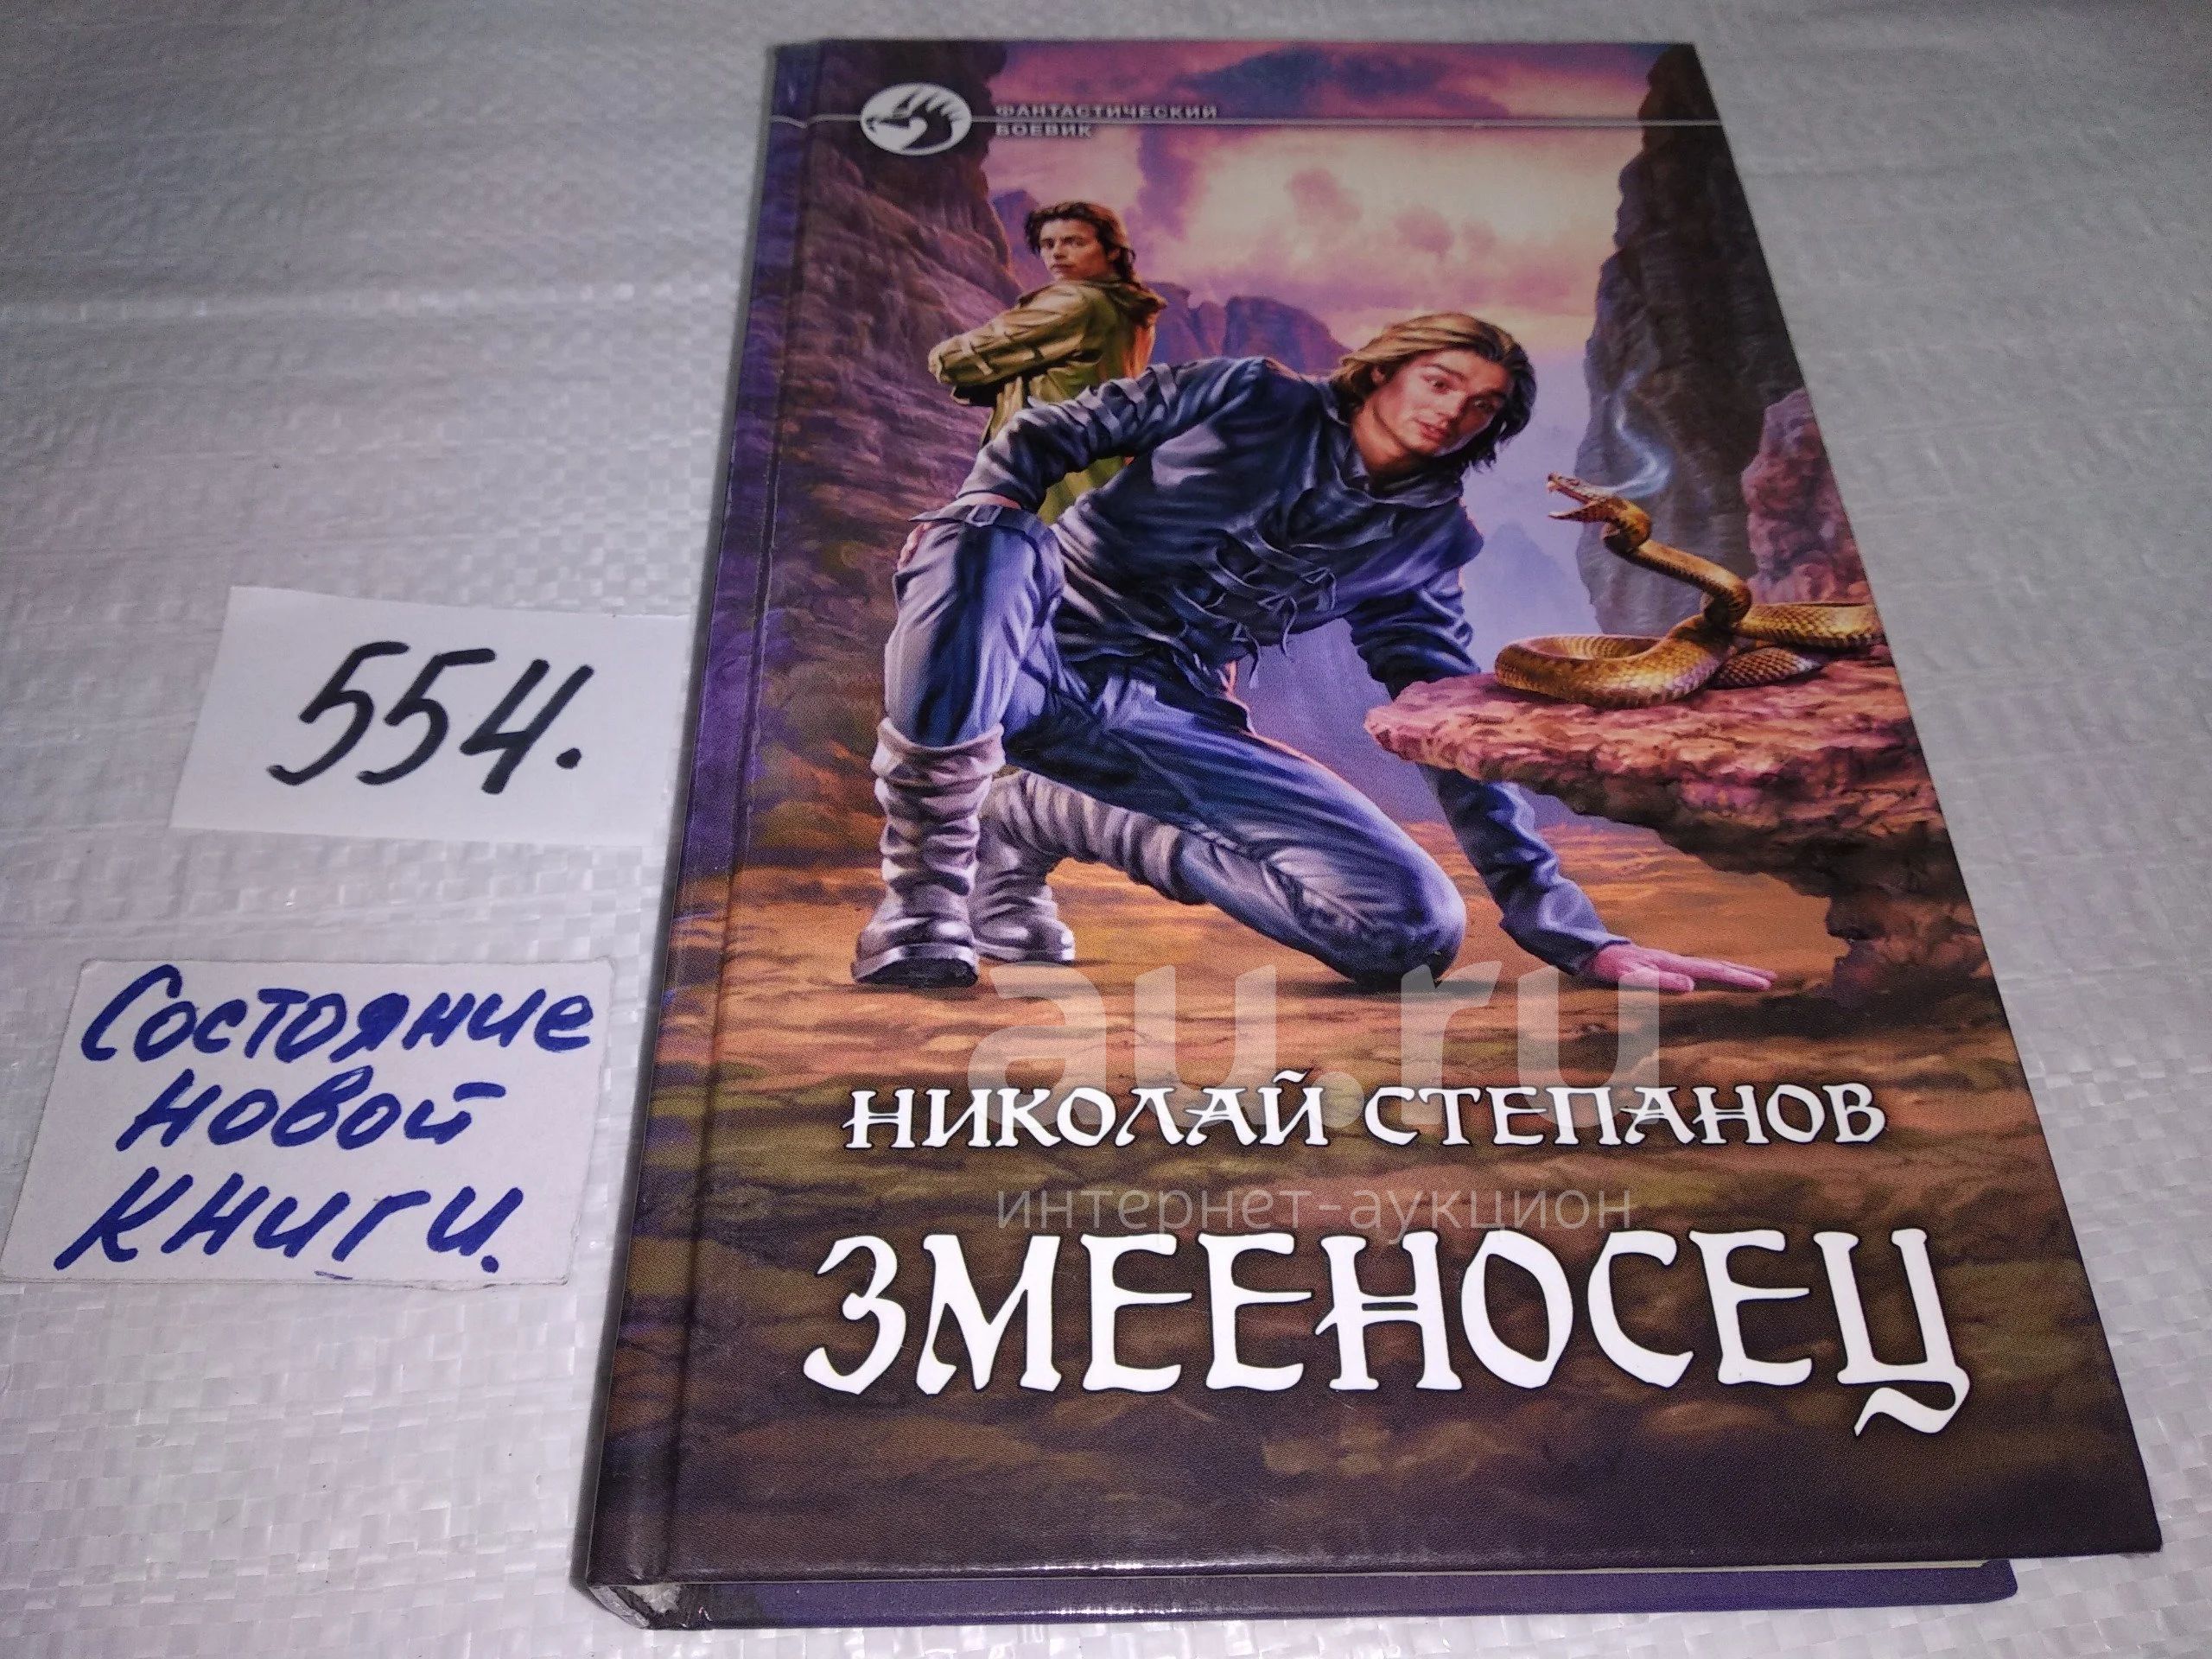 ФАНТАСТИЧЕСКИЙ
БОЕВИК
554.
Состояние
новой
книги.
au.ru
НИКОЛАЙ СТЕПАНОВ
интернет-аукцион
ЗМЕЕНОСЕЦ